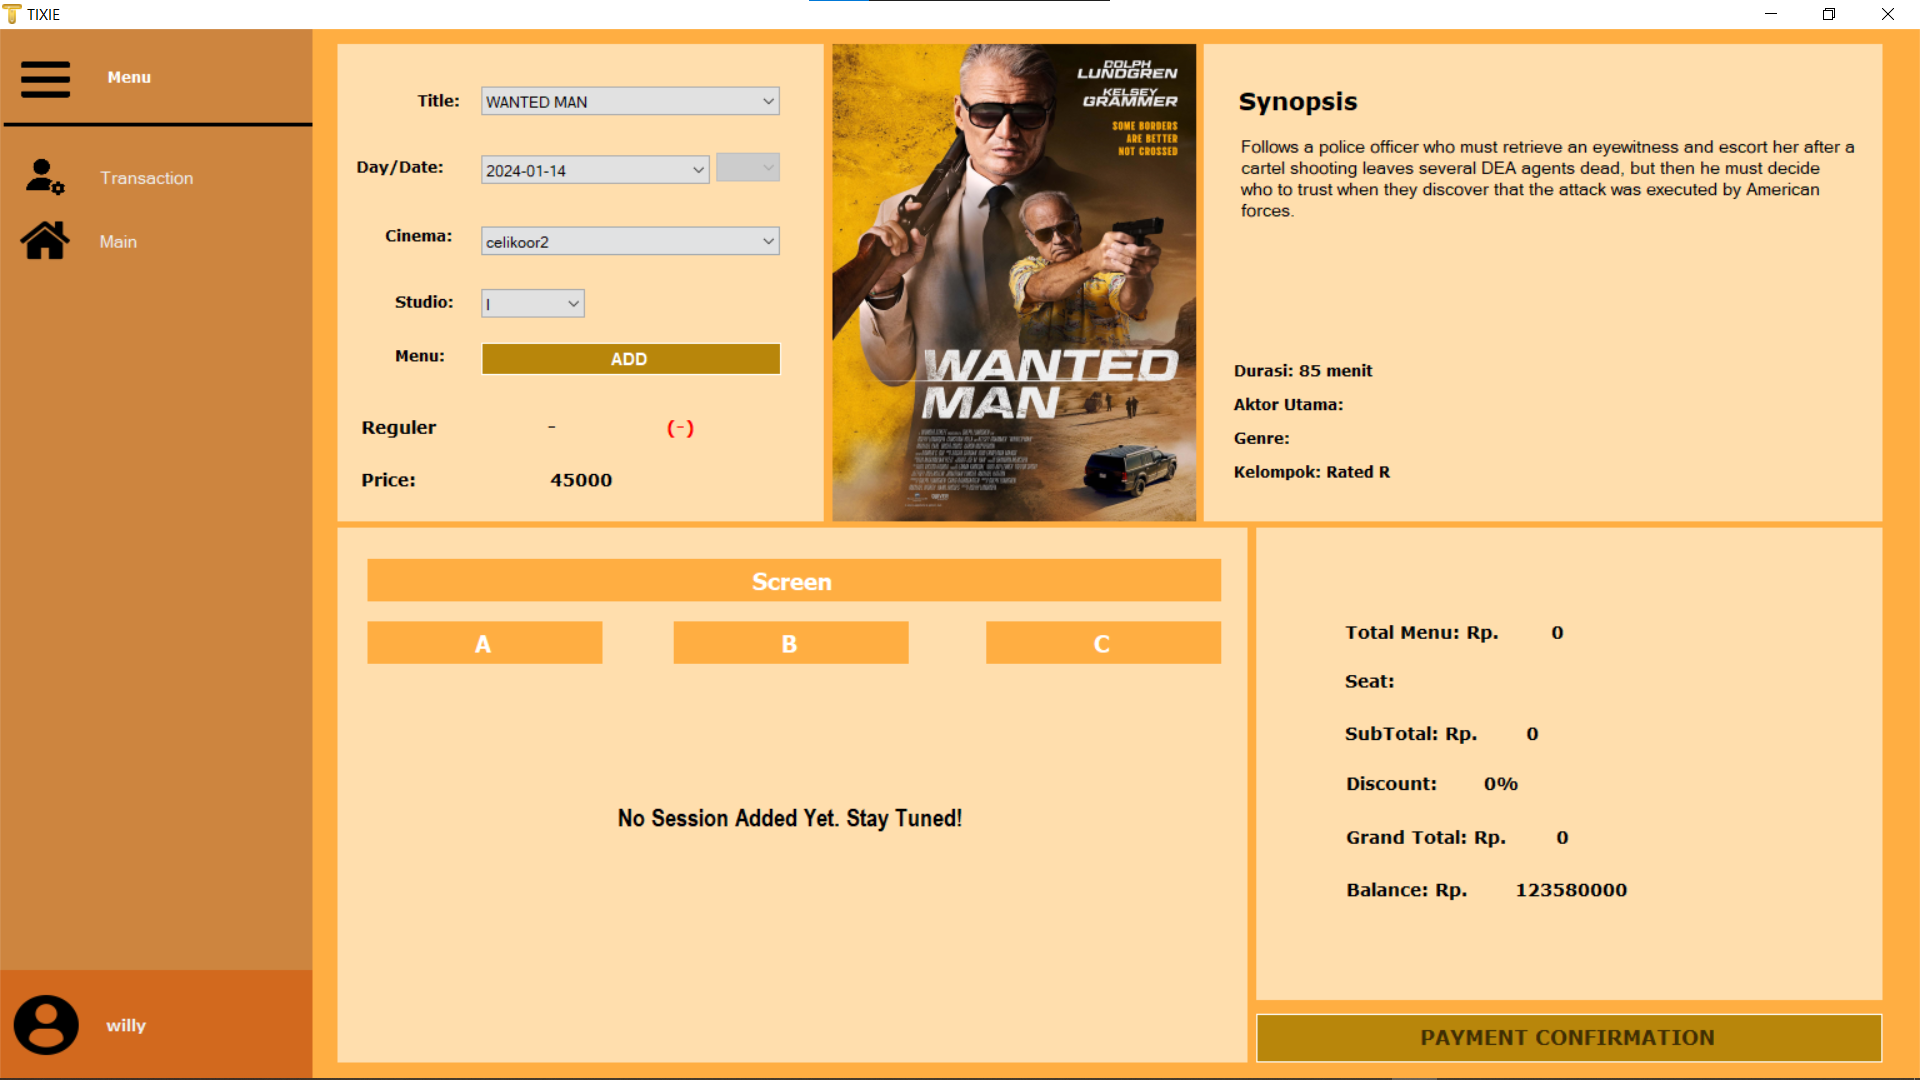 TIXIE
Menu
Transaction
Main
willy
Title:
WANTED MAN
Day/Date:
2024-01-14
Cinema:
celikoor2
Studio:
I
Menu:
ADD
Reguler
-
(-)
Price:
45000
DOLPH
LUNDGREN
KELSEY
GRAMMER
SOME BORDERS
ARE BETTER
NOT CROSSED
WANTED
MAN
Synopsis
Follows a police officer who must retrieve an eyewitness and escort her after a
cartel shooting leaves several DEA agents dead, but then he must decide
who to trust when they discover that the attack was executed by American
forces.
Durasi: 85 menit
Aktor Utama:
Genre:
Kelompok: Rated R
Screen
A
B
C
No Session Added Yet. Stay Tuned!
Total Menu: Rp. 0
Seat:
SubTotal: Rp. 0
Discount: 0%
Grand Total: Rp. 0
Balance: Rp. 123580000
PAYMENT CONFIRMATION